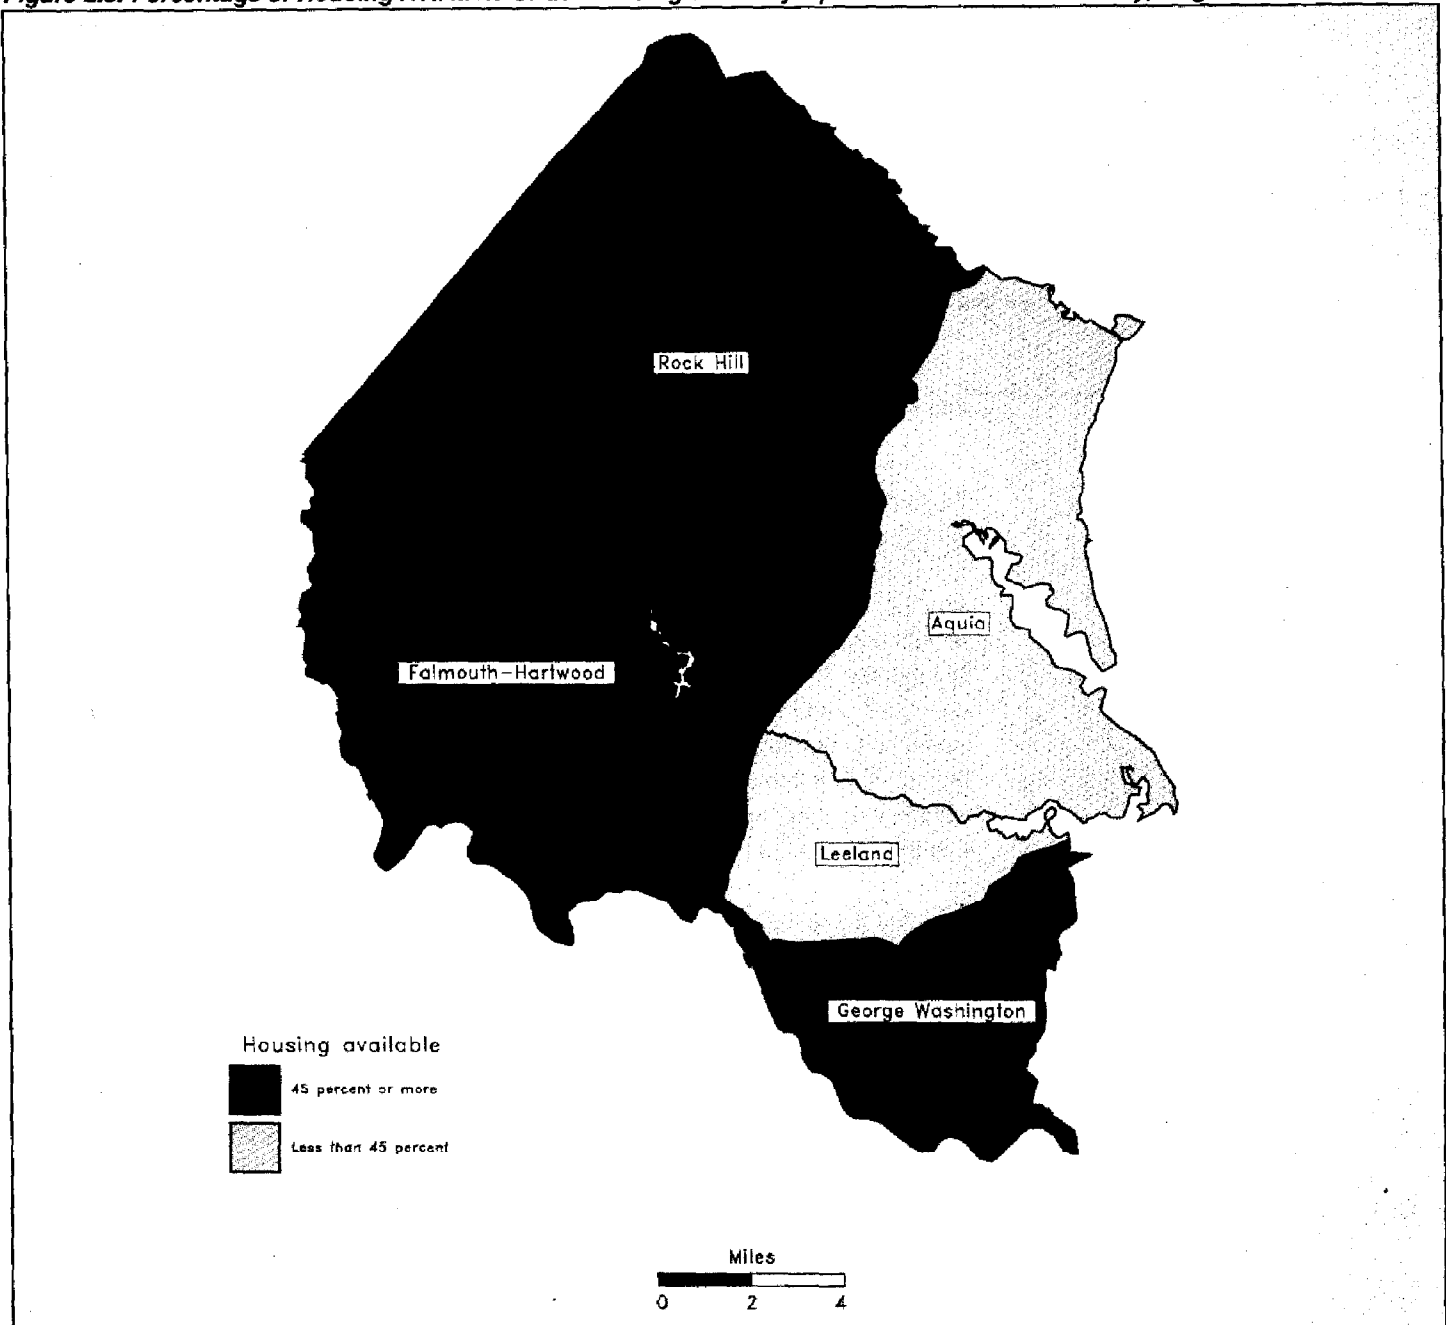 Rock Hill
Aquia
Falmouth-Hartwood
Leeland
George Washington
Housing available
45 percent or more
Less than 45 percent
Miles
0 2 4